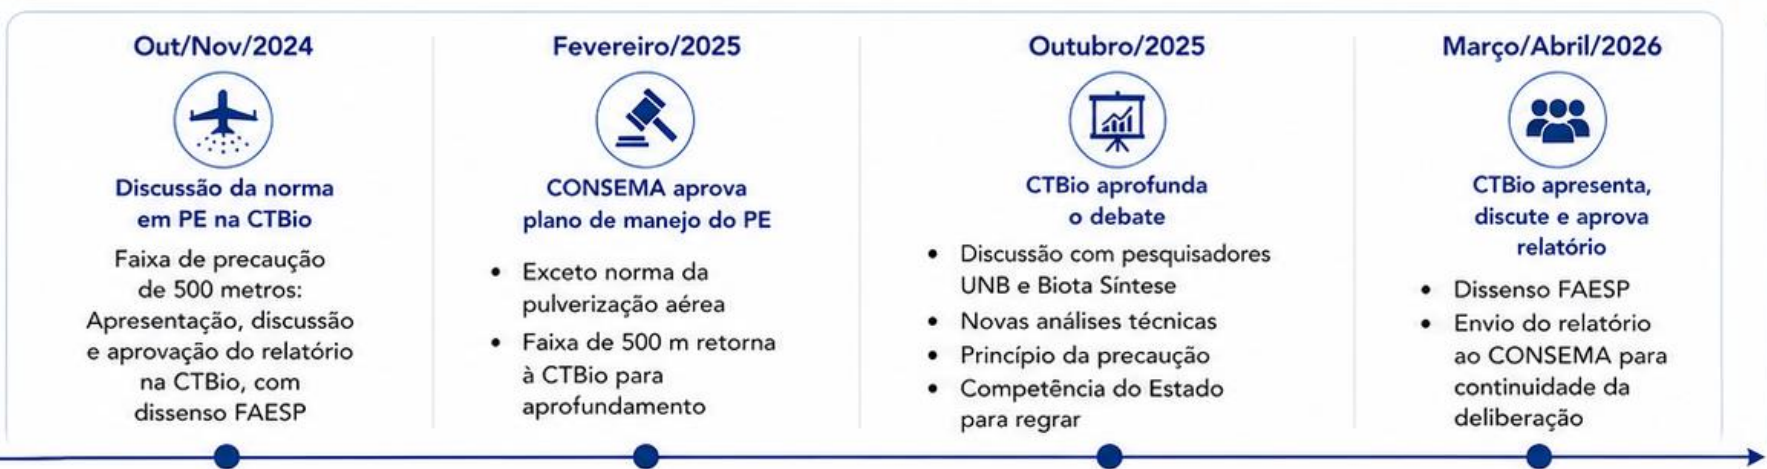 Out/Nov/2024
Discussão da norma
em PE na CTBio
Faixa de precaução
de 500 metros:
Apresentação, discussão
e aprovação do relatório
na CTBio, com
dissenso FAESP
Fevereiro/2025
CONSEMA aprova
plano de manejo do PE
• Exceto norma da
pulverização aérea
• Faixa de 500 m retorna
à CTBio para
aprofundamento
Outubro/2025
CTBio aprofunda
o debate
• Discussão com pesquisadores
UNB e Biota Síntese
• Novas análises técnicas
• Princípio da precaução
• Competência do Estado
para regrar
Março/Abril/2026
CTBio apresenta,
discute e aprova
relatório
• Dissenso FAESP
• Envio do relatório
ao CONSEMA para
continuidade da
deliberação